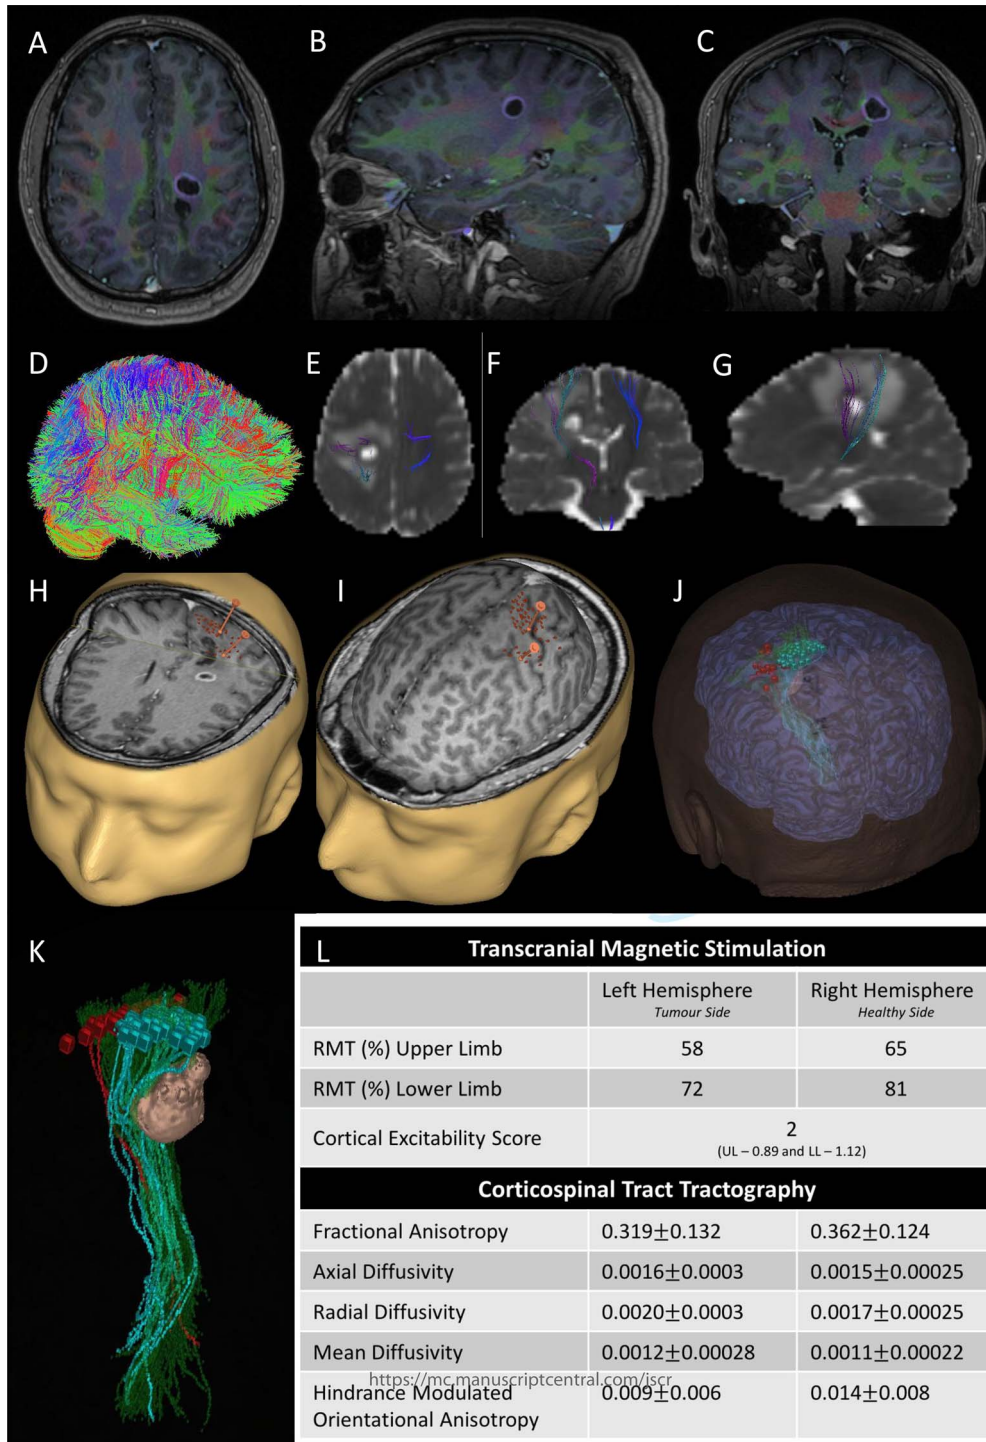 A
B
C
D
E
F
G
H
I
J
K
L
Transcranial Magnetic Stimulation
Left Hemisphere
Tumour Side
Right Hemisphere
Healthy Side
RMT (%) Upper Limb 58 65
RMT (%) Lower Limb 72 81
Cortical Excitability Score 2
(UL – 0.89 and LL – 1.12)
Corticospinal Tract Tractography
Fractional Anisotropy 0.319±0.132 0.362±0.124
Axial Diffusivity 0.0016±0.0003 0.0015±0.00025
Radial Diffusivity 0.0020±0.0003 0.0017±0.00025
Mean Diffusivity 0.0012±0.00028 0.0011±0.00022
https://mc.manuscriptcentral.com/iscr
Hindrance Modulated 0.009±0.006 0.014±0.008
Orientational Anisotropy